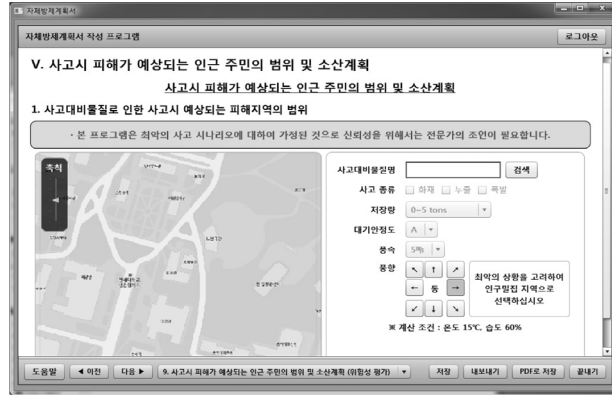 자체방제계획서
자체방제계획서 작성 프로그램
로그아웃
V. 사고시 피해가 예상되는 인근 주민의 범위 및 소산계획
사고시 피해가 예상되는 인근 주민의 범위 및 소산계획
1. 사고대비물질로 인한 사고시 예상되는 피해지역의 범위
· 본 프로그램은 최악의 사고 시나리오에 대하여 가정된 것으로 신뢰성을 위해서는 전문가의 조언이 필요합니다.
축척
사고대비물질명
검색
사고 종류 화재 누출 폭발
저장량 0~5 tons
대기안정도 A
풍속
풍향 ↖ ↑ ↗
← 동 →
↙ ↓ ↘
최악의 상황을 고려하여
인구밀집 지역으로
선택하십시오
※ 계산 조건 : 온도 15℃, 습도 60%
도움말 ◀ 이전 다음 ▶ 9. 사고시 피해가 예상되는 인근 주민의 범위 및 소산계획 (위험성 평가) 저장 내보내기 PDF로 저장 끝내기